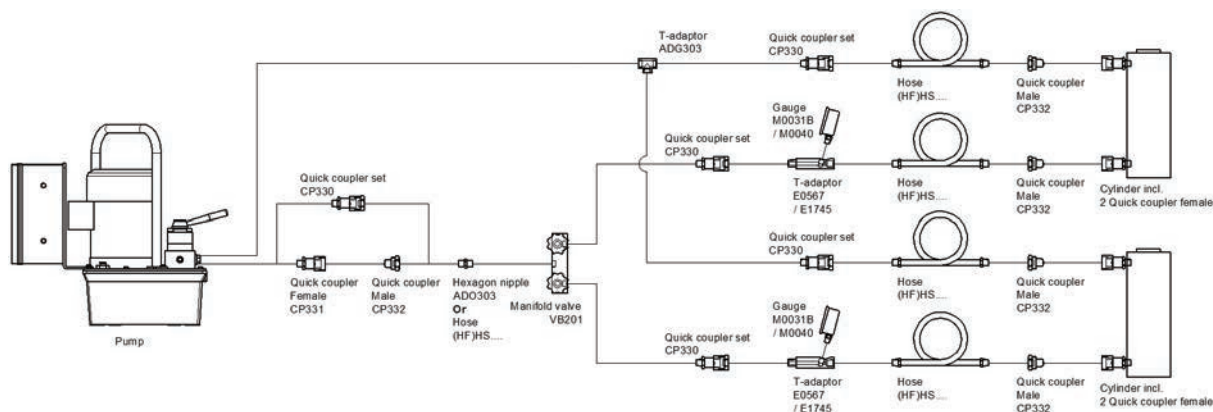 T-adaptor
ADG303
Quick coupler set
CP330
Hose
(HF)HS....
Quick coupler
Male
CP332
Gauge
M0031B
/ M0040
Quick coupler set
CP330
T-adaptor
E0567
/ E1745
Hose
(HF)HS....
Quick coupler
Male
CP332
Cylinder incl.
2 Quick coupler female
Quick coupler set
CP330
Quick coupler
Female
CP331
Quick coupler
Male
CP332
Hexagon nipple
ADO303
Or
Hose
(HF)HS....
Manifold valve
VB201
Pump
Quick coupler set
CP330
Hose
(HF)HS....
Quick coupler
Male
CP332
Gauge
M0031B
/ M0040
Quick coupler set
CP330
T-adaptor
E0567
/ E1745
Hose
(HF)HS....
Quick coupler
Male
CP332
Cylinder incl.
2 Quick coupler female